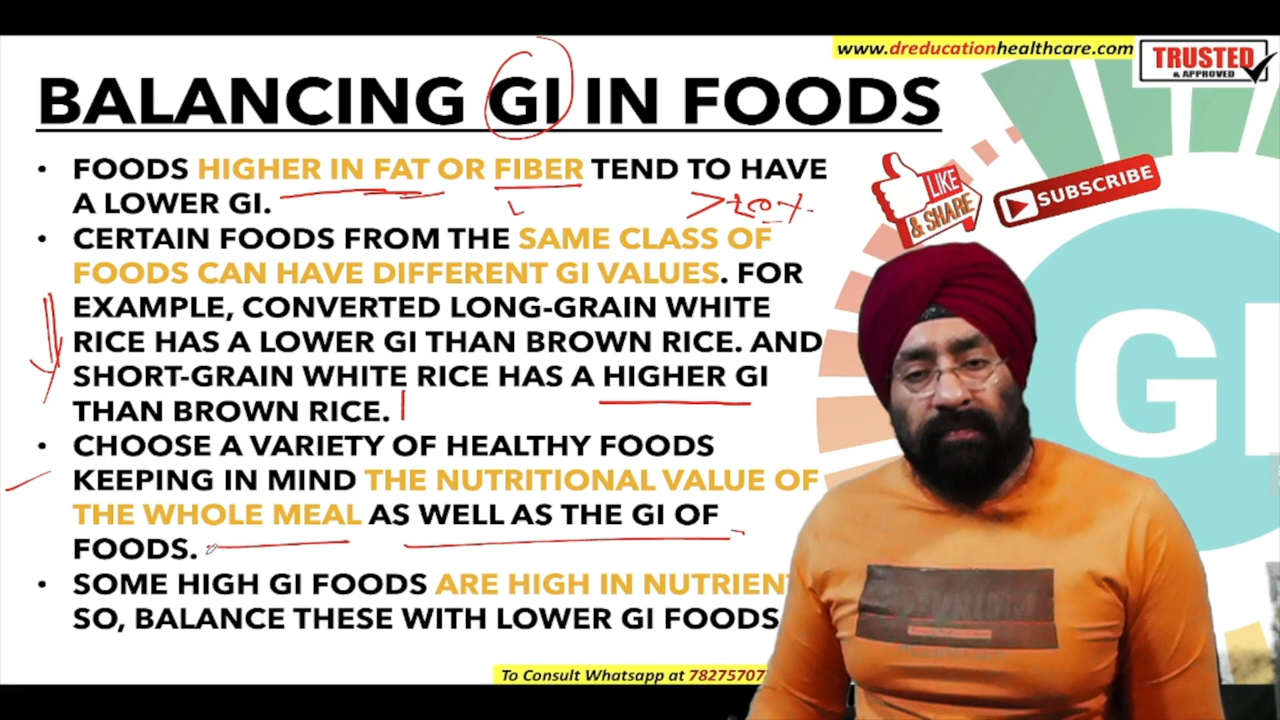 www.dreducationhealthcare.com
TRUSTED
& APPROVED
BALANCING GI IN FOODS
• FOODS HIGHER IN FAT OR FIBER TEND TO HAVE
A LOWER GI.
LIKE
& SHARE
SUBSCRIBE
• CERTAIN FOODS FROM THE SAME CLASS OF
FOODS CAN HAVE DIFFERENT GI VALUES. FOR
EXAMPLE, CONVERTED LONG-GRAIN WHITE
RICE HAS A LOWER GI THAN BROWN RICE. AND
SHORT-GRAIN WHITE RICE HAS A HIGHER GI
THAN BROWN RICE.
GI
• CHOOSE A VARIETY OF HEALTHY FOODS
KEEPING IN MIND THE NUTRITIONAL VALUE OF
THE WHOLE MEAL AS WELL AS THE GI OF
FOODS.
• SOME HIGH GI FOODS ARE HIGH IN
SO, BALANCE THESE WITH LOWER GI FOODS
To Consult Whatsapp at